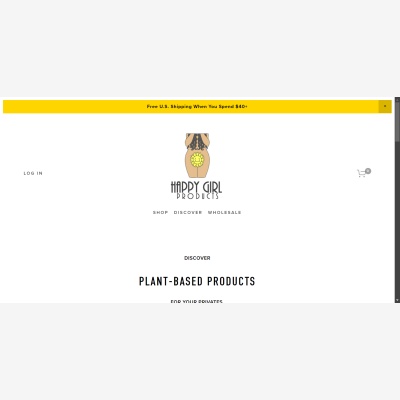 Free U.S. Shipping When You Spend $40+
LOG IN
HAPPY GIRL
PRODUCTS
0
SHOP DISCOVER WHOLESALE
DISCOVER
PLANT-BASED PRODUCTS
FOR YOUR PRIVATES